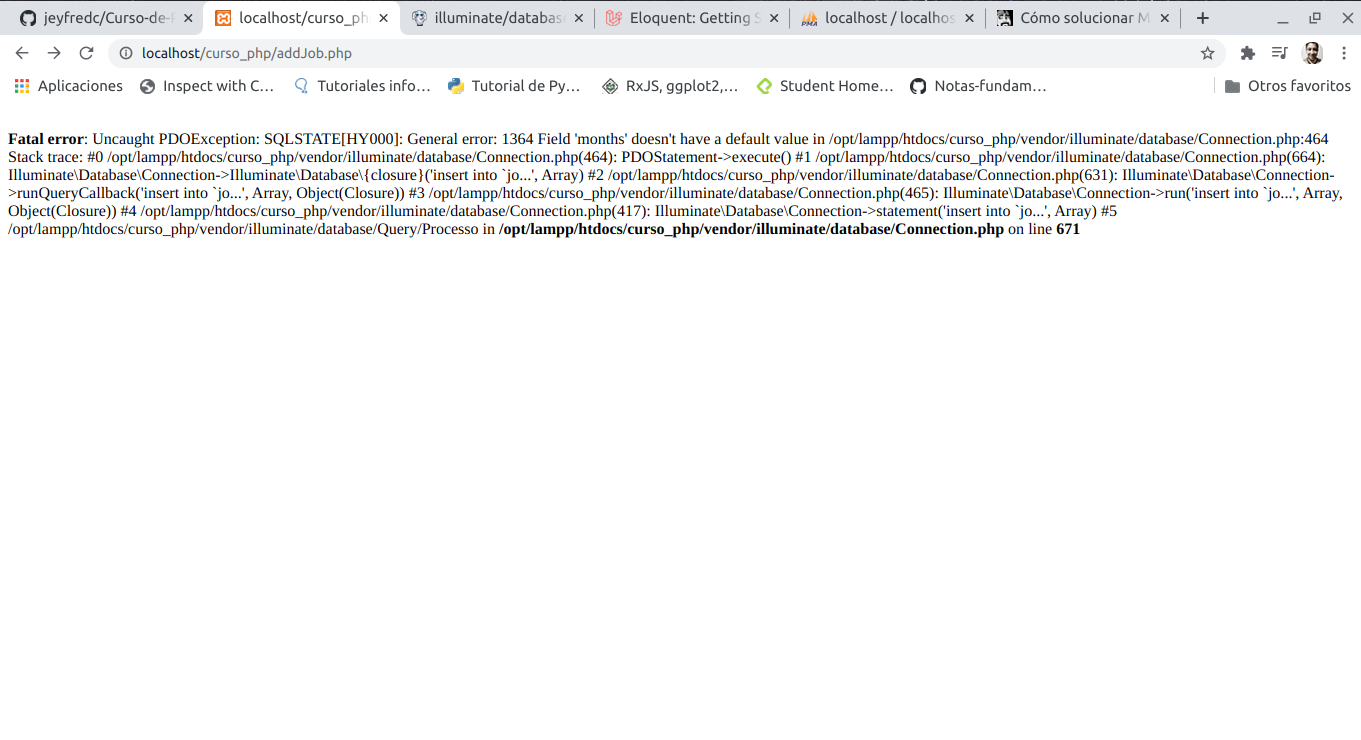 jeyfredc/Curso-de-
localhost/curso_ph
illuminate/database
Eloquent: Getting S
localhost / localhos
Cómo solucionar M
localhost/curso_php/addJob.php
Aplicaciones
Inspect with C...
Tutoriales info...
Tutorial de Py...
RxJS, ggplot2,...
Student Home...
Notas-fundam...
Otros favoritos
Fatal error: Uncaught PDOException: SQLSTATE[HY000]: General error: 1364 Field 'months' doesn't have a default value in /opt/lampp/htdocs/curso_php/vendor/illuminate/database/Connection.php:464
Stack trace: #0 /opt/lampp/htdocs/curso_php/vendor/illuminate/database/Connection.php(464): PDOStatement->execute() #1 /opt/lampp/htdocs/curso_php/vendor/illuminate/database/Connection.php(664):
Illuminate\Database\Connection->Illuminate\Database\{closure}('insert into `jo...', Array) #2 /opt/lampp/htdocs/curso_php/vendor/illuminate/database/Connection.php(631): Illuminate\Database\Connection-
>runQueryCallback('insert into `jo...', Array, Object(Closure)) #3 /opt/lampp/htdocs/curso_php/vendor/illuminate/database/Connection.php(465): Illuminate\Database\Connection->run('insert into `jo...', Array,
Object(Closure)) #4 /opt/lampp/htdocs/curso_php/vendor/illuminate/database/Connection.php(417): Illuminate\Database\Connection->statement('insert into `jo...', Array) #5
/opt/lampp/htdocs/curso_php/vendor/illuminate/database/Query/Processo in /opt/lampp/htdocs/curso_php/vendor/illuminate/database/Connection.php on line 671